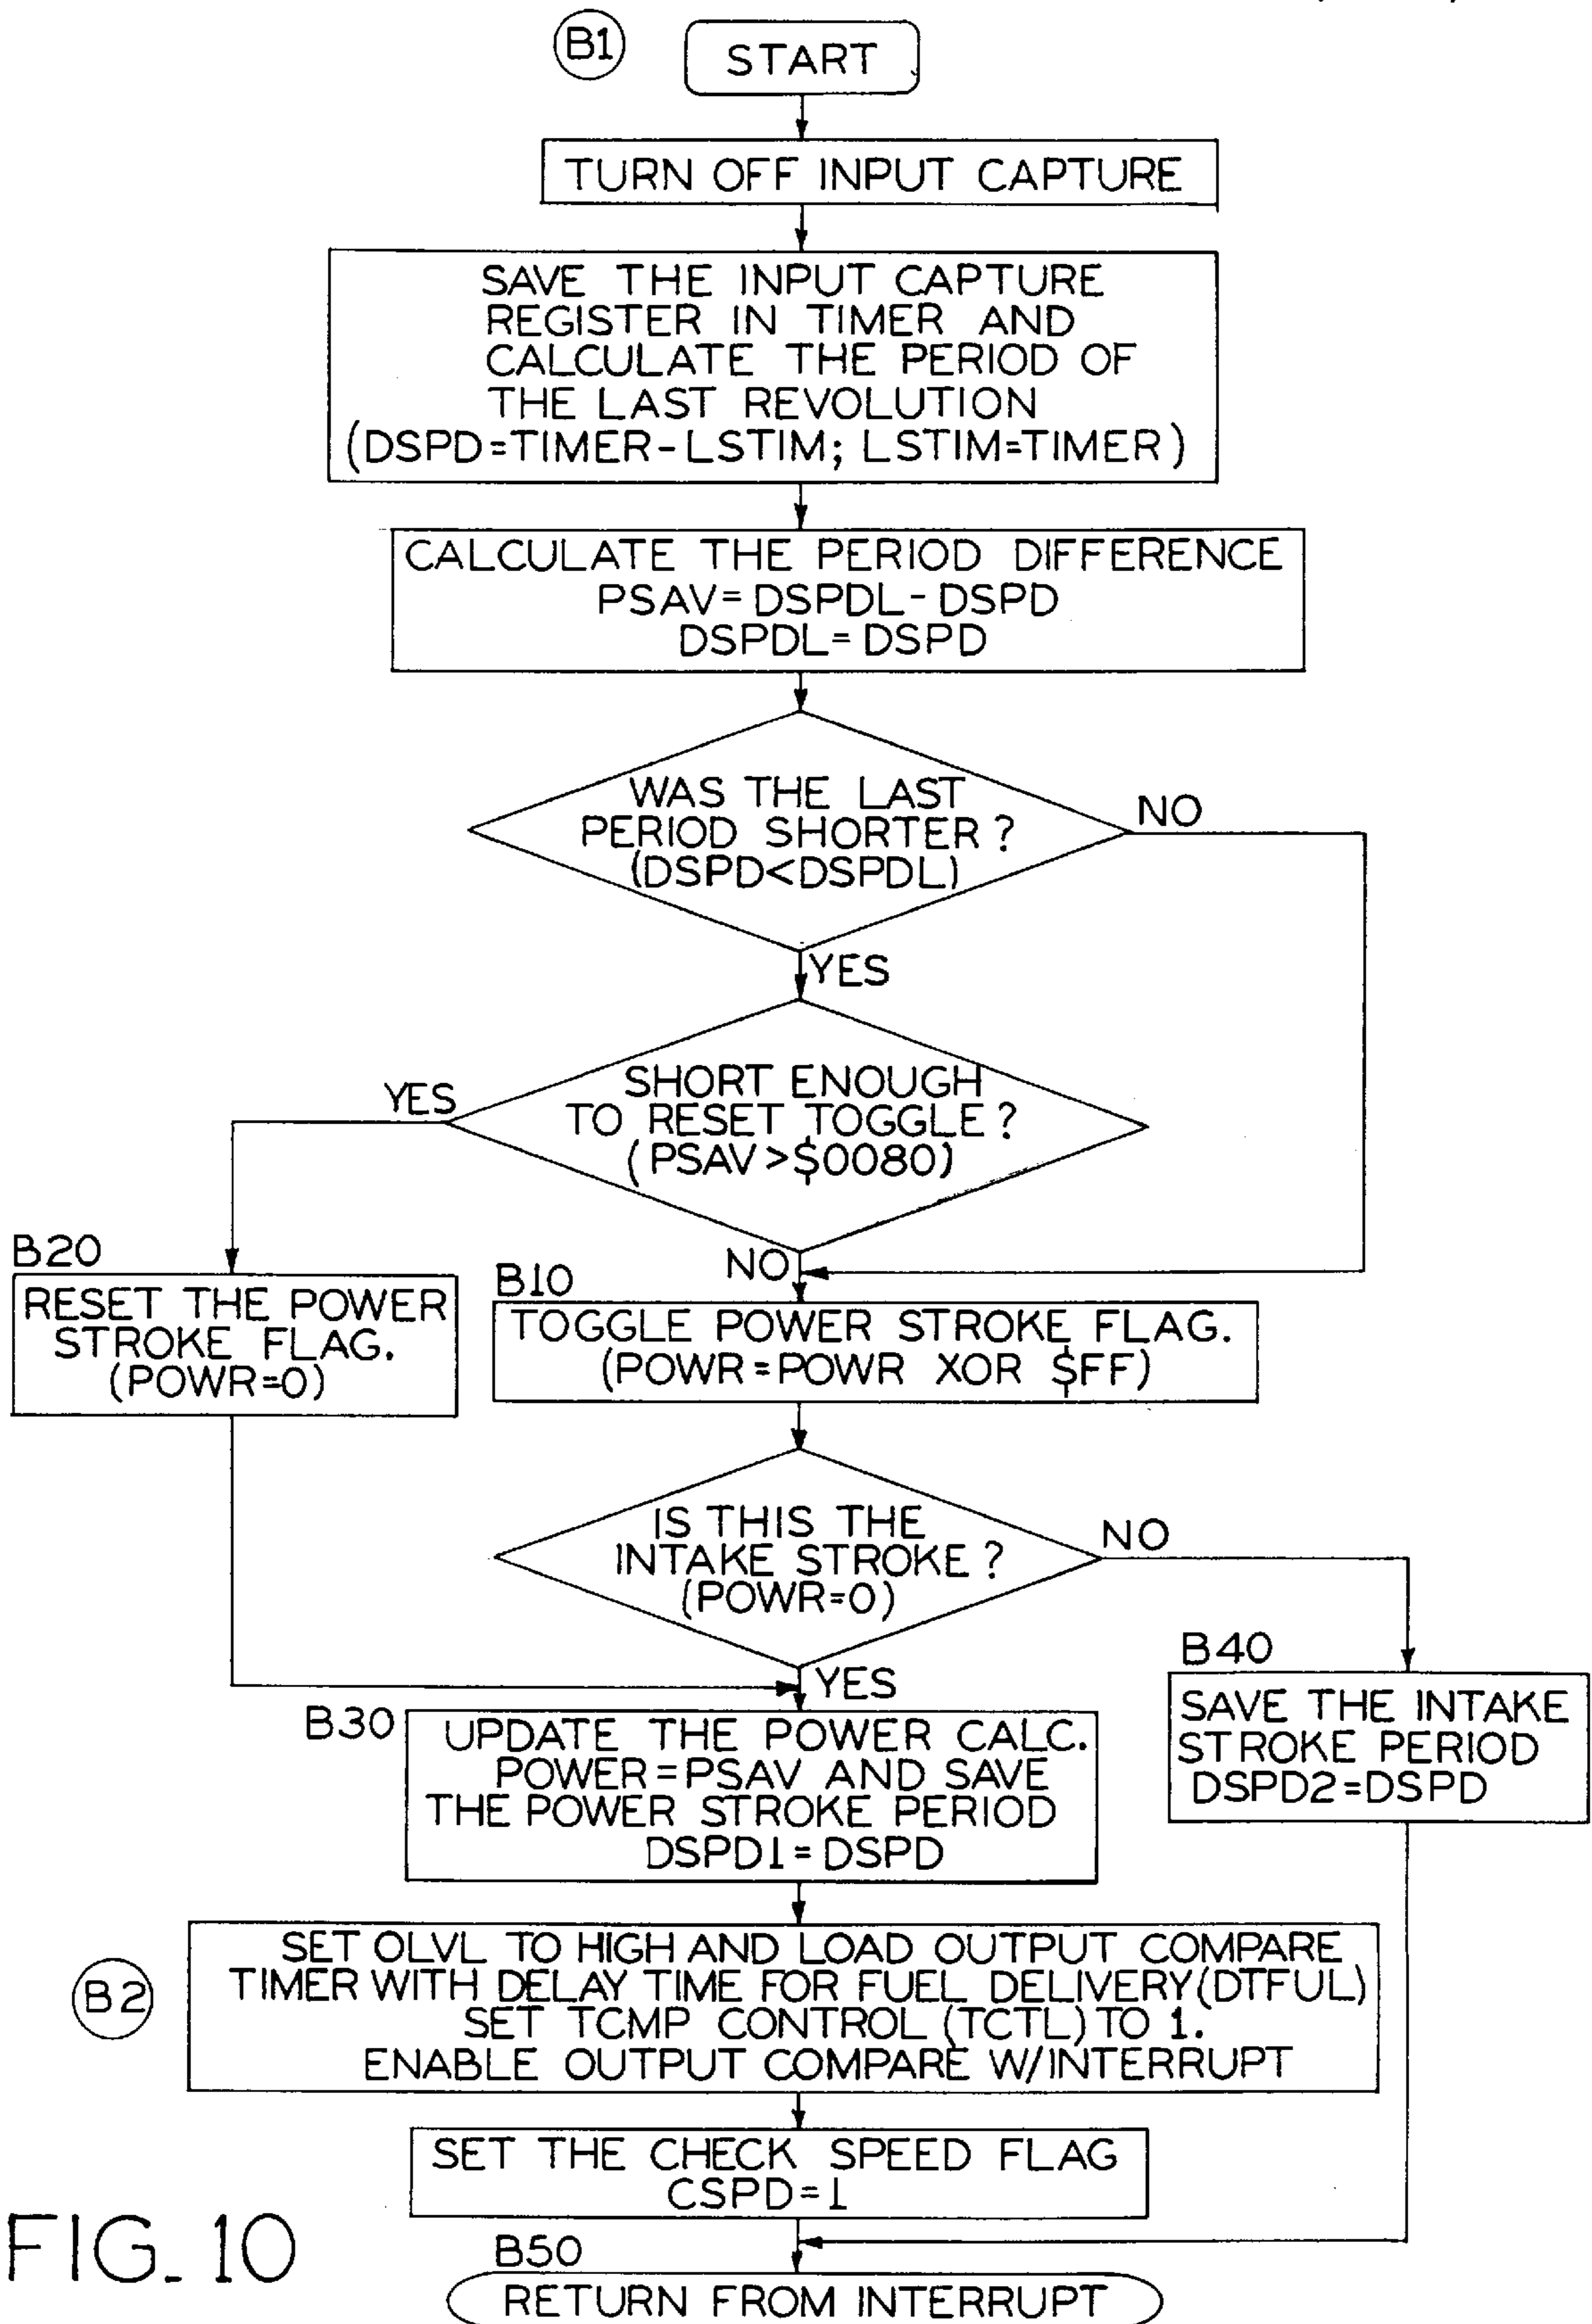 B1
START
TURN OFF INPUT CAPTURE
SAVE THE INPUT CAPTURE
REGISTER IN TIMER AND
CALCULATE THE PERIOD OF
THE LAST REVOLUTION
(DSPD=TIMER-LSTIM; LSTIM=TIMER)
CALCULATE THE PERIOD DIFFERENCE
PSAV=DSPDL-DSPD
DSPDL=DSPD
WAS THE LAST
PERIOD SHORTER?
(DSPD<DSPDL)
NO
YES
SHORT ENOUGH
TO RESET TOGGLE?
(PSAV>$0080)
YES
NO
B20
RESET THE POWER
STROKE FLAG.
(POWR=0)
B10
TOGGLE POWER STROKE FLAG.
(POWR=POWR XOR $FF)
IS THIS THE
INTAKE STROKE?
(POWR=0)
NO
YES
B40
SAVE THE INTAKE
STROKE PERIOD
DSPD2=DSPD
B30
UPDATE THE POWER CALC.
POWER=PSAV AND SAVE
THE POWER STROKE PERIOD
DSPD1=DSPD
B2
SET OLVL TO HIGH AND LOAD OUTPUT COMPARE
TIMER WITH DELAY TIME FOR FUEL DELIVERY(DTFUL)
SET TCMP CONTROL (TCTL) TO 1.
ENABLE OUTPUT COMPARE W/INTERRUPT
SET THE CHECK SPEED FLAG
CSPD=1
B50
RETURN FROM INTERRUPT
FIG. 10